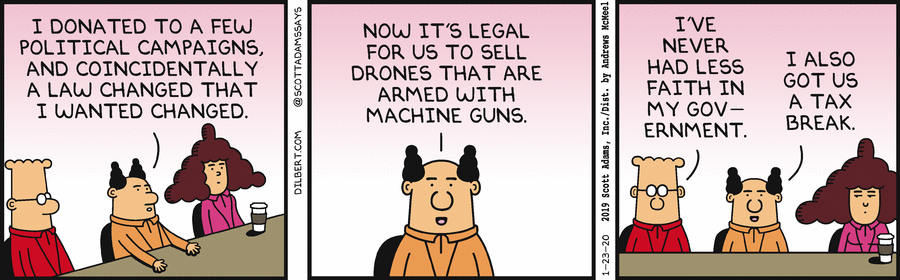 I DONATED TO A FEW
POLITICAL CAMPAIGNS,
AND COINCIDENTALLY
A LAW CHANGED THAT
I WANTED CHANGED.
DILBERT.COM @SCOTTADAMSSAYS
NOW IT'S LEGAL
FOR US TO SELL
DRONES THAT ARE
ARMED WITH
MACHINE GUNS.
1-23-20 2019 Scott Adams, Inc./Dist. by Andrews McMeel
I'VE
NEVER
HAD LESS
FAITH IN
MY GOV-
ERNMENT.
I ALSO
GOT US
A TAX
BREAK.